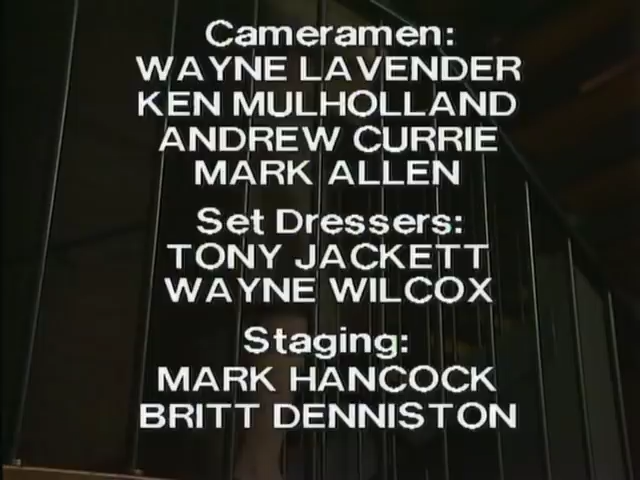 Cameramen:
WAYNE LAVENDER
KEN MULHOLLAND
ANDREW CURRIE
MARK ALLEN
Set Dressers:
TONY JACKETT
WAYNE WILCOX
Staging:
MARK HANCOCK
BRITT DENNISTON